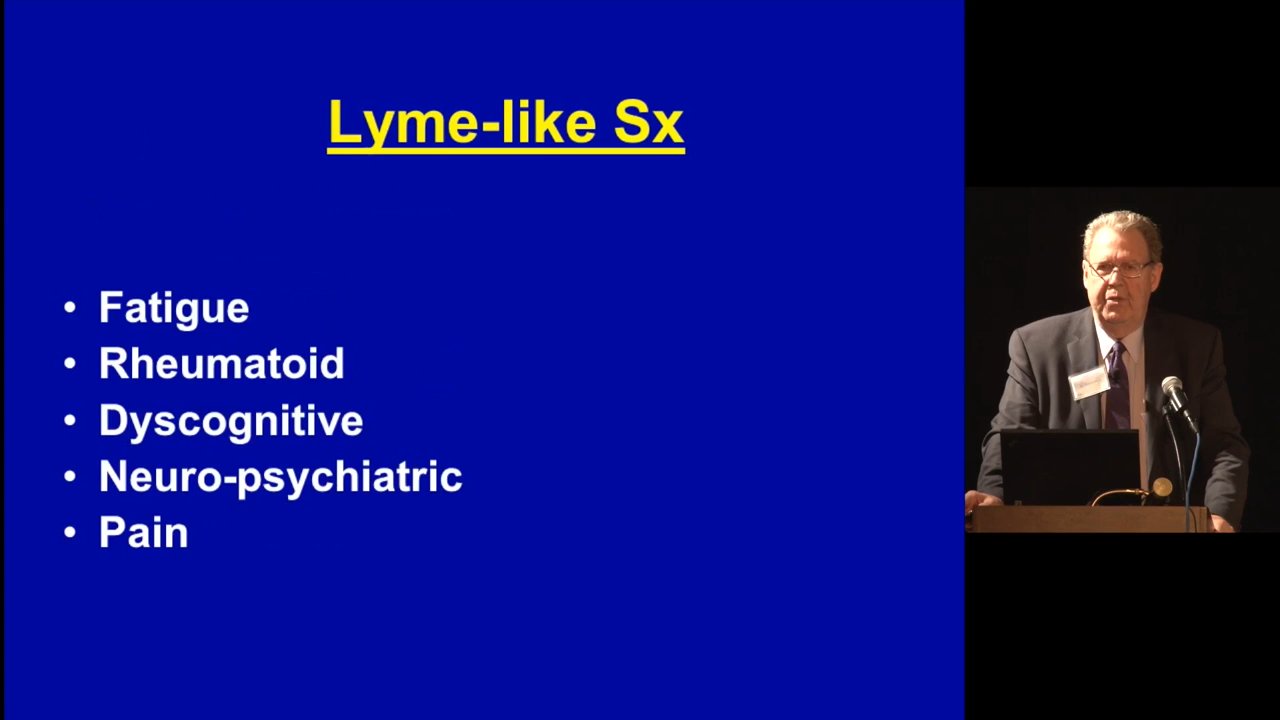 Lyme-like Sx
• Fatigue
• Rheumatoid
• Dyscognitive
• Neuro-psychiatric
• Pain